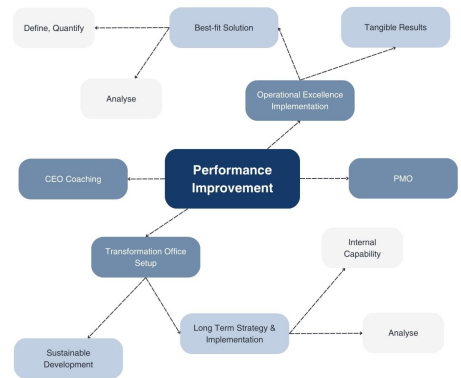 Define, Quantify
Best-fit Solution
Tangible Results
Analyse
Operational Excellence
Implementation
Performance
Improvement
CEO Coaching
PMO
Transformation Office
Setup
Internal
Capability
Long Term Strategy &
Implementation
Analyse
Sustainable
Development